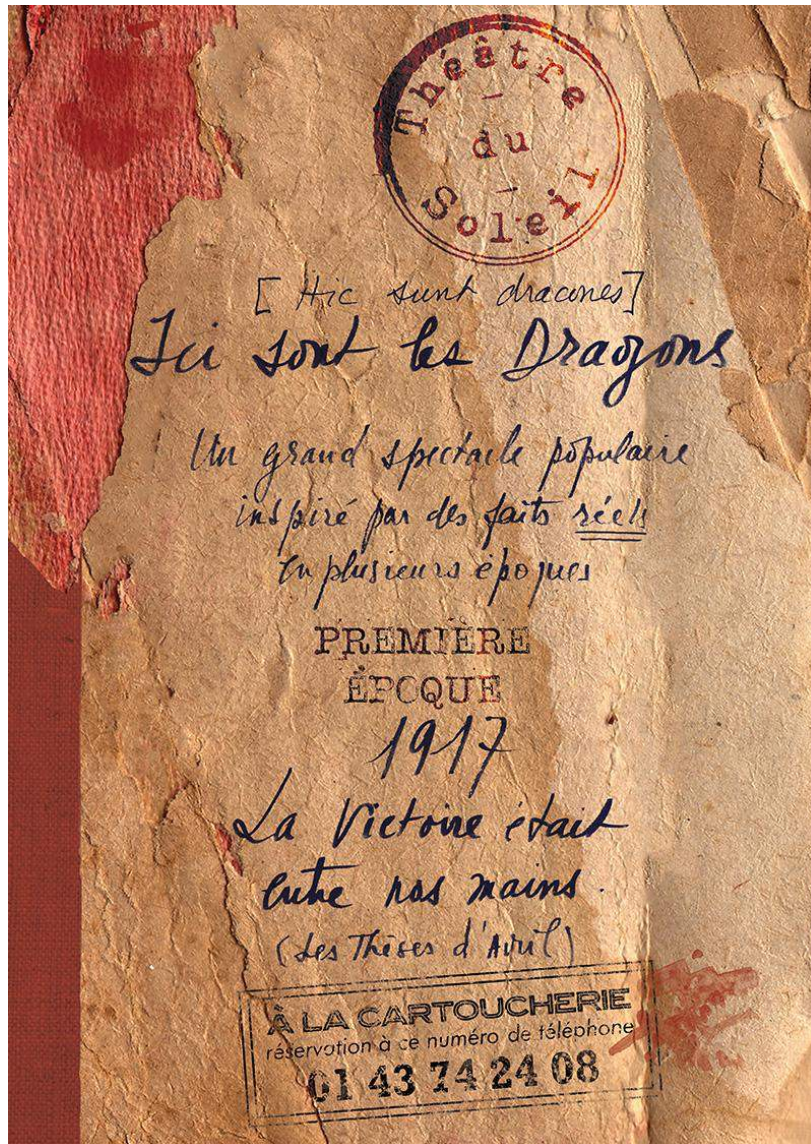 Théâtre
du
Soleil
[Hic sunt dracones]
Ici sont les Dragons
Un grand spectacle populaire
inspiré par des faits réels
en plusieurs époques
PREMIÈRE
ÉPOQUE
1917
La Victoire était
entre nos mains.
(Les Thèses d'Avril)
À LA CARTOUCHERIE
réservation à ce numéro de téléphone
01 43 74 24 08